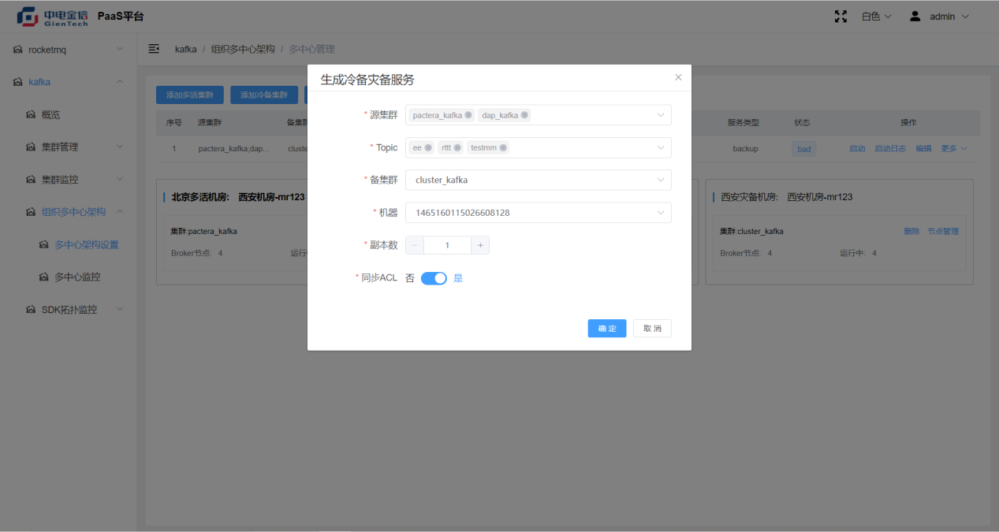 中电金信
GienTech
PaaS平台
白色
admin
rocketmq
kafka
概览
集群管理
集群监控
组织多中心架构
多中心架构设置
多中心监控
SDK拓扑监控
kafka / 组织多中心架构 / 多中心管理
添加多活集群
添加冷备集群
序号 源集群 备集 服务类型 状态 操作
1 pactera_kafka;dap... cluste backup bad 启动 启动日志 编辑 更多
北京多活机房: 西安机房-mr123
集群:pactera_kafka
Broker节点: 4 运行
西安灾备机房: 西安机房-mr123
集群:cluster_kafka 删除 节点管理
Broker节点: 4 运行中: 4
生成冷备灾备服务
* 源集群 pactera_kafka dap_kafka
* Topic ee rttt testmm
* 备集群 cluster_kafka
* 机器 1465160115026608128
* 副本数 − 1 +
* 同步ACL 否 是
确定 取消